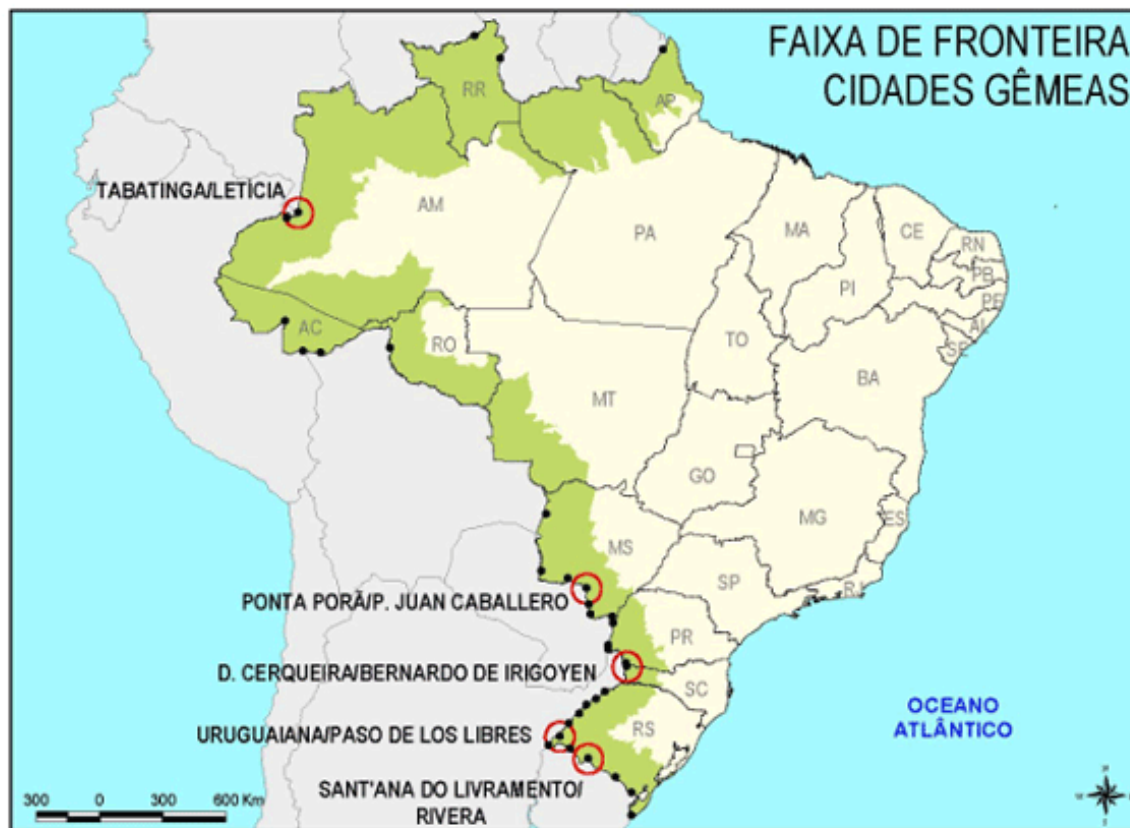 FAIXA DE FRONTEIRA
CIDADES GÊMEAS
RR
AP
TABATINGA/LETÍCIA
AM
PA
MA
CE
RN
PB
PE
AL
SE
PI
AC
RO
TO
BA
MT
GO
MG
ES
MS
SP
RJ
PONTA PORÃ/P. JUAN CABALLERO
PR
D. CERQUEIRA/BERNARDO DE IRIGOYEN
SC
URUGUAIANA/PASO DE LOS LIBRES
RS
OCEANO
ATLÂNTICO
SANT'ANA DO LIVRAMENTO/
RIVERA
300 0 300 600 Km